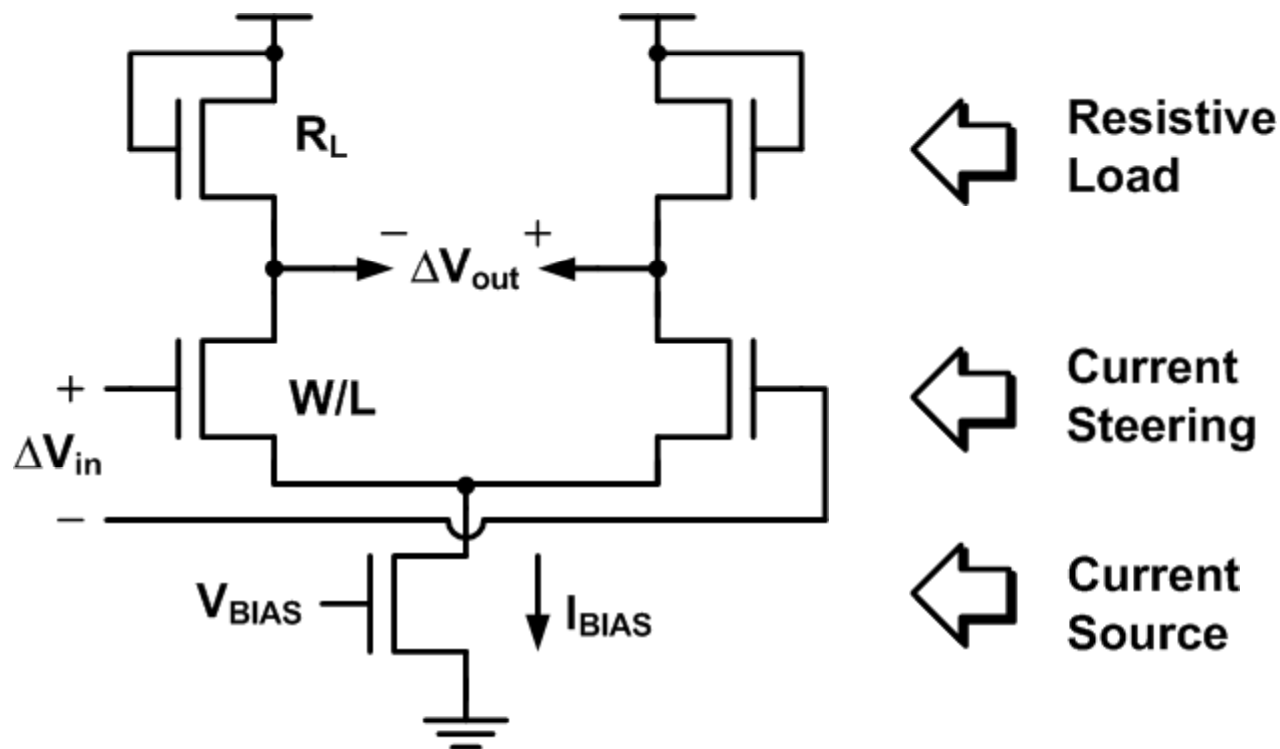 R_L
Resistive
Load
− ΔV_out +
+
ΔV_in
−
W/L
Current
Steering
V_BIAS
I_BIAS
Current
Source